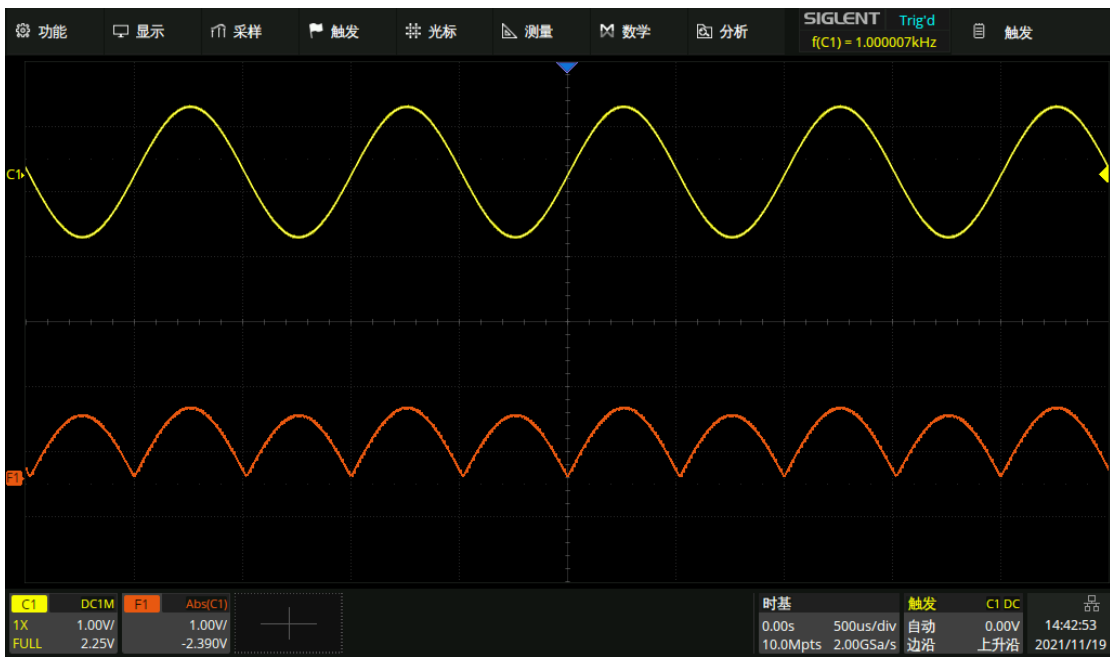 功能 显示 采样 触发 光标 测量 数学 分析 SIGLENT Trig'd 触发
f(C1) = 1.000007kHz
C1
F1
C1 DC1M
1X 1.00V/
FULL 2.25V
F1 Abs(C1)
1.00V/
-2.390V
时基
0.00s 500us/div
10.0Mpts 2.00GSa/s
触发 C1 DC
自动 0.00V
边沿 上升沿
14:42:53
2021/11/19